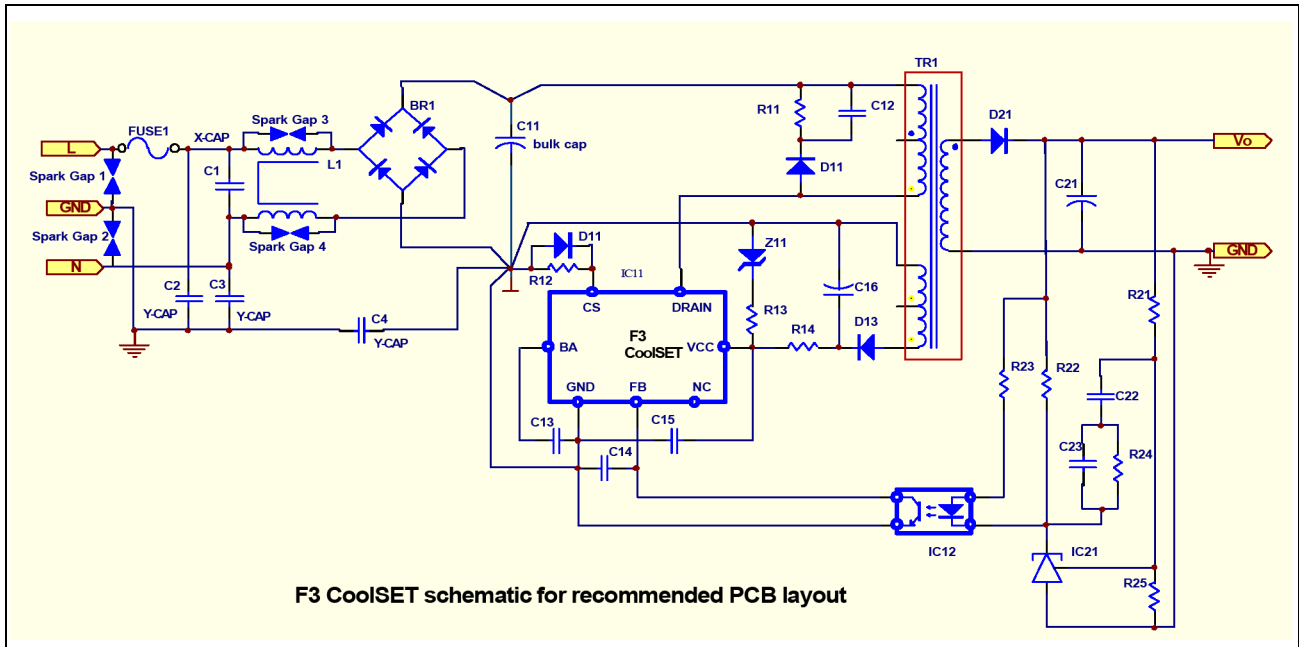 TR1
BR1
R11
C12
FUSE1
X-CAP
Spark Gap 3
C11
bulk cap
D21
L
L1
Vo
C1
D11
Spark Gap 1
C21
GND
Spark Gap 2
Spark Gap 4
D11
Z11
GND
N
R12
IC11
C2
C3
C16
R21
Y-CAP
Y-CAP
C4
Y-CAP
CS
DRAIN
R13
R14
D13
F3
CoolSET
BA
VCC
R23
R22
GND
FB
NC
C22
C13
C15
C14
C23
R24
IC12
IC21
R25
F3 CoolSET schematic for recommended PCB layout